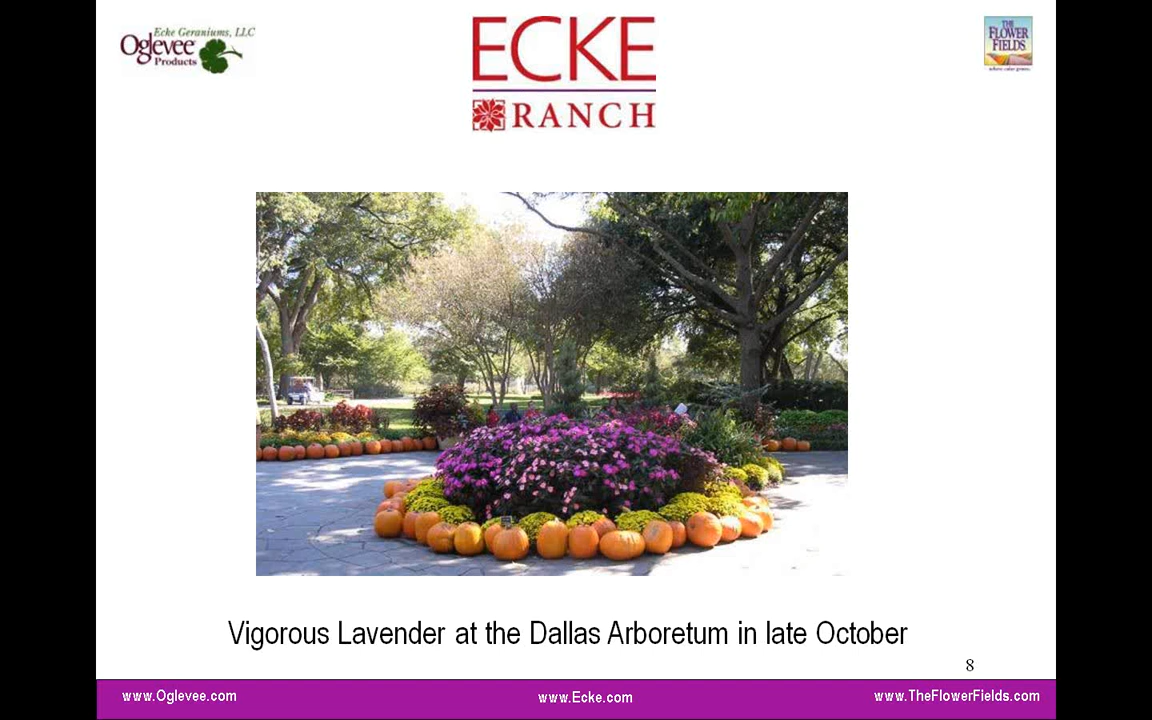 Ecke Geraniums, LLC
Oglevee
Products
ECKE
RANCH
THE
FLOWER
FIELDS
Vigorous Lavender at the Dallas Arboretum in late October
8
www.Oglevee.com
www.Ecke.com
www.TheFlowerFields.com